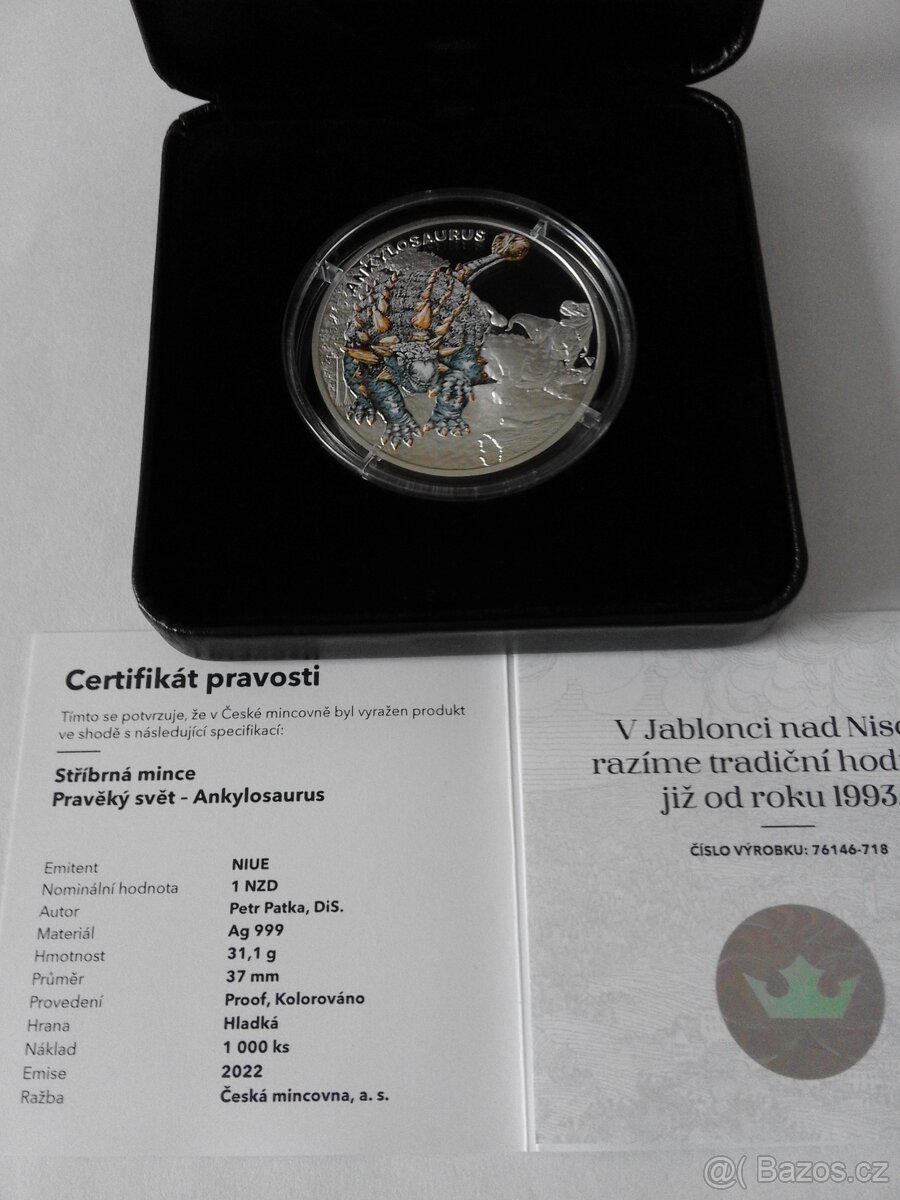 ANKYLOSAURUS
Certifikát pravosti
Tímto se potvrzuje, že v České mincovně byl vyražen produkt
ve shodě s následující specifikací:
Stříbrná mince
Pravěký svět – Ankylosaurus
Emitent NIUE
Nominální hodnota 1 NZD
Autor Petr Patka, DiS.
Materiál Ag 999
Hmotnost 31,1 g
Průměr 37 mm
Provedení Proof, Kolorováno
Hrana Hladká
Náklad 1 000 ks
Emise 2022
Ražba Česká mincovna, a. s.
V Jablonci nad Niso
razíme tradiční hod
již od roku 1993.
ČÍSLO VÝROBKU: 76146-718
@( Bazos.cz